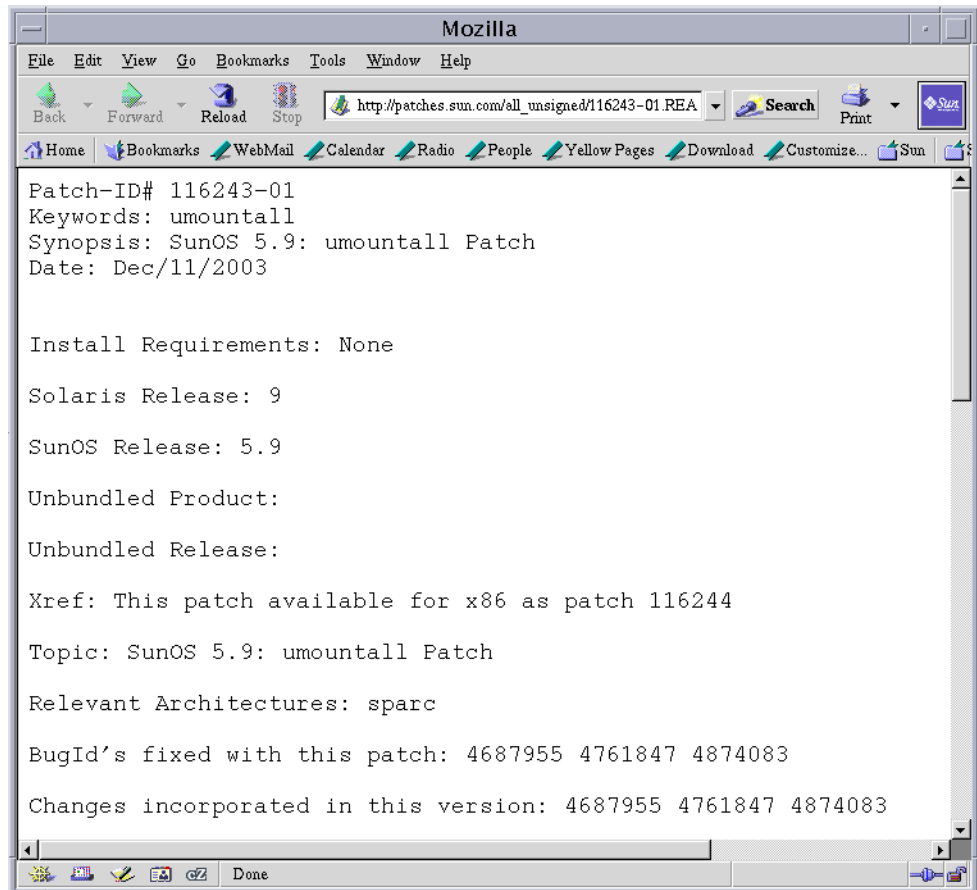 Mozilla
File Edit View Go Bookmarks Tools Window Help
Back Forward Reload Stop http://patches.sun.com/all_unsigned/116243-01.REA Search Print Sun
Home Bookmarks WebMail Calendar Radio People Yellow Pages Download Customize... Sun
Patch-ID# 116243-01
Keywords: umountall
Synopsis: SunOS 5.9: umountall Patch
Date: Dec/11/2003
Install Requirements: None
Solaris Release: 9
SunOS Release: 5.9
Unbundled Product:
Unbundled Release:
Xref: This patch available for x86 as patch 116244
Topic: SunOS 5.9: umountall Patch
Relevant Architectures: sparc
BugId's fixed with this patch: 4687955 4761847 4874083
Changes incorporated in this version: 4687955 4761847 4874083
Done